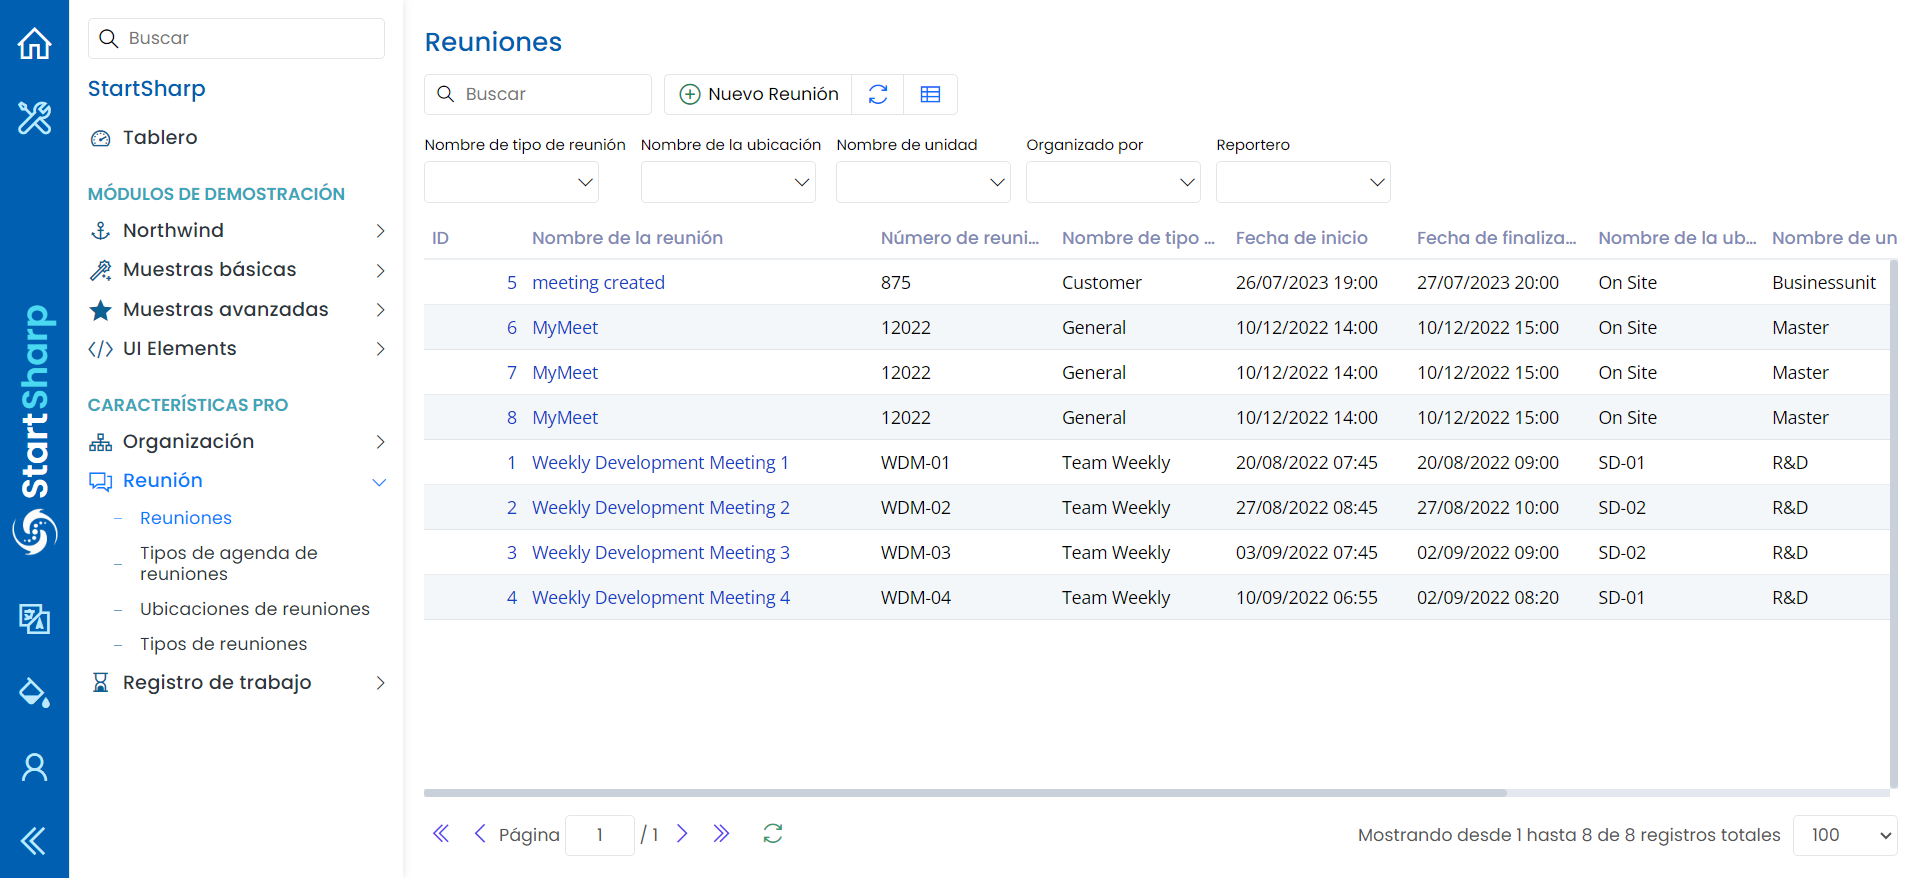 StartSharp
Buscar
StartSharp
Tablero
MÓDULOS DE DEMOSTRACIÓN
Northwind
Muestras básicas
Muestras avanzadas
UI Elements
CARACTERÍSTICAS PRO
Organización
Reunión
Reuniones
Tipos de agenda de
reuniones
Ubicaciones de reuniones
Tipos de reuniones
Registro de trabajo
Reuniones
Buscar Nuevo Reunión
Nombre de tipo de reunión Nombre de la ubicación Nombre de unidad Organizado por Reportero
ID Nombre de la reunión Número de reuni... Nombre de tipo ... Fecha de inicio Fecha de finaliza... Nombre de la ub... Nombre de un
5 meeting created 875 Customer 26/07/2023 19:00 27/07/2023 20:00 On Site Businessunit
6 MyMeet 12022 General 10/12/2022 14:00 10/12/2022 15:00 On Site Master
7 MyMeet 12022 General 10/12/2022 14:00 10/12/2022 15:00 On Site Master
8 MyMeet 12022 General 10/12/2022 14:00 10/12/2022 15:00 On Site Master
1 Weekly Development Meeting 1 WDM-01 Team Weekly 20/08/2022 07:45 20/08/2022 09:00 SD-01 R&D
2 Weekly Development Meeting 2 WDM-02 Team Weekly 27/08/2022 08:45 27/08/2022 10:00 SD-02 R&D
3 Weekly Development Meeting 3 WDM-03 Team Weekly 03/09/2022 07:45 02/09/2022 09:00 SD-02 R&D
4 Weekly Development Meeting 4 WDM-04 Team Weekly 10/09/2022 06:55 02/09/2022 08:20 SD-01 R&D
Página 1 / 1 Mostrando desde 1 hasta 8 de 8 registros totales 100